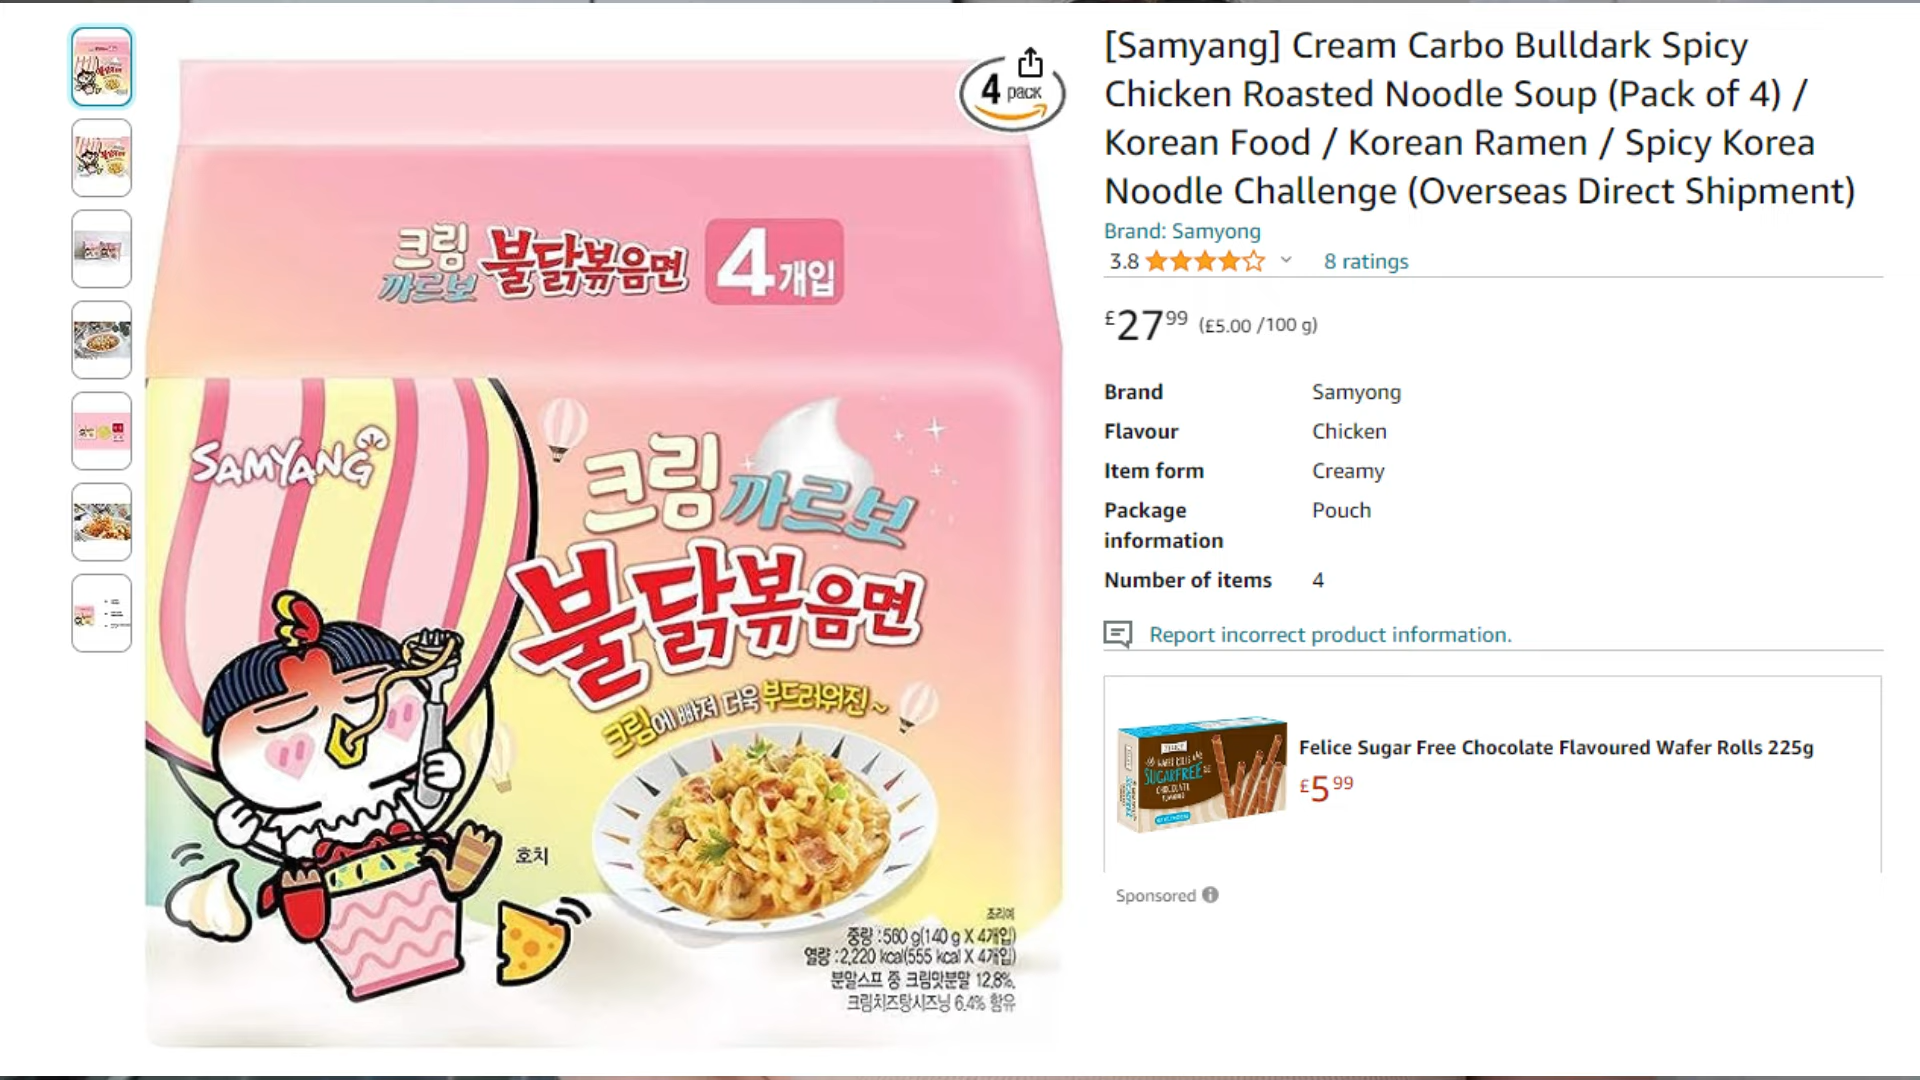 4 pack
크림
까르보
불닭볶음면
4개입
SAMYANG
크림 까르보
불닭볶음면
크림에 빠져 더욱 부드러워진~
호치
조리예
중량 : 560 g(140 g X 4개입)
열량 : 2,220 kcal(555 kcal X 4개입)
분말스프 중 크림맛분말 12.8%,
크림치즈탕시즈닝 6.4% 함유
[Samyang] Cream Carbo Bulldark Spicy
Chicken Roasted Noodle Soup (Pack of 4) /
Korean Food / Korean Ramen / Spicy Korea
Noodle Challenge (Overseas Direct Shipment)
Brand: Samyong
3.8 8 ratings
£27.99 (£5.00 /100 g)
Brand Samyong
Flavour Chicken
Item form Creamy
Package Pouch
information
Number of items 4
Report incorrect product information.
WAFER ROLLS
SUGARFREE
CHOCOLATE
Felice Sugar Free Chocolate Flavoured Wafer Rolls 225g
£5.99
Sponsored